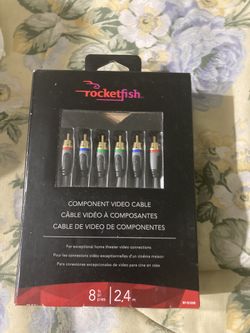 rocketfish
COMPONENT VIDEO CABLE
CÂBLE VIDÉO À COMPOSANTES
CABLE DE VIDEO DE COMPONENTES
For exceptional home theater video connections
Pour les connexions vidéo exceptionnelles d'un cinéma maison
Para conexiones excepcionales de video para cine en casa
8 2,4